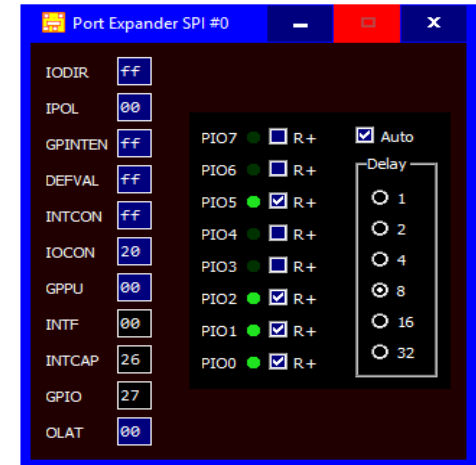 Port Expander SPI #0
IODIR ff
IPOL 00
GPINTEN ff
DEFVAL ff
INTCON ff
IOCON 20
GPPU 00
INTF 00
INTCAP 26
GPIO 27
OLAT 00
PIO7 R+
PIO6 R+
PIO5 R+
PIO4 R+
PIO3 R+
PIO2 R+
PIO1 R+
PIO0 R+
Auto
Delay
1
2
4
8
16
32